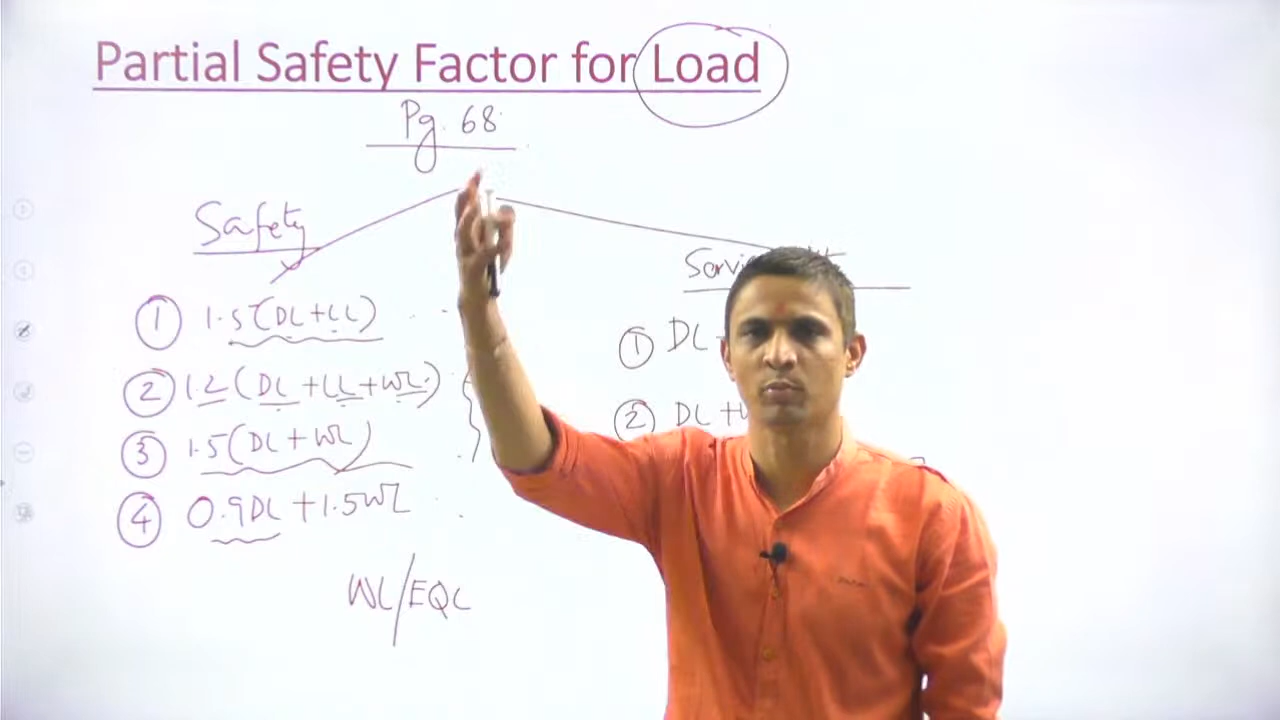 Partial Safety Factor for Load
Pg. 68
Safety
① 1.5(DL+LL)
② 1.2(DL+LL+WL)
③ 1.5(DL+WL)
④ 0.9DL+1.5WL
WL/EQL
① DL
② DL+